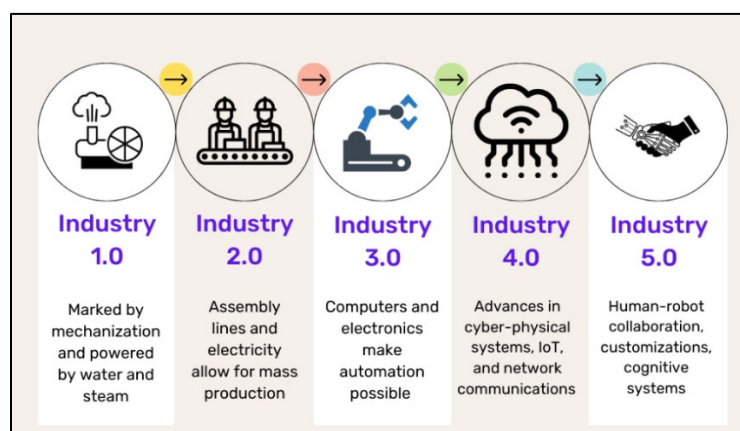 Industry
1.0
Marked by
mechanization
and powered
by water and
steam
Industry
2.0
Assembly
lines and
electricity
allow for mass
production
Industry
3.0
Computers and
electronics
make
automation
possible
Industry
4.0
Advances in
cyber-physical
systems, IoT,
and network
communications
Industry
5.0
Human-robot
collaboration,
customizations,
cognitive
systems